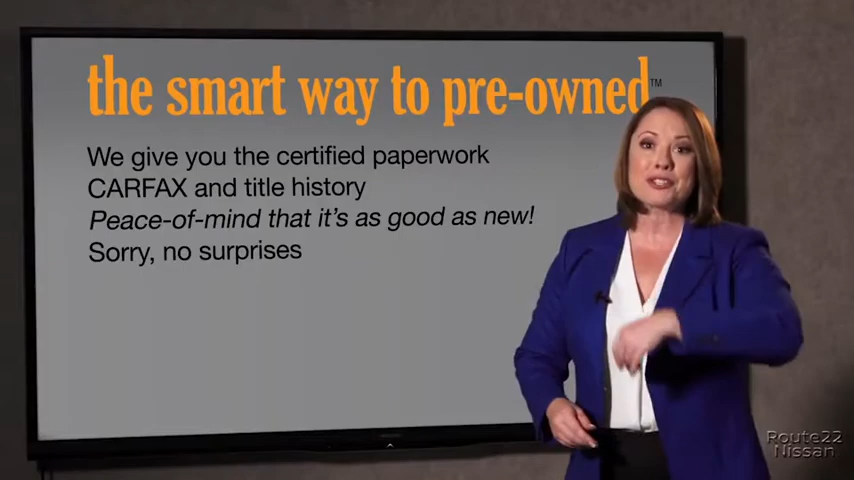 the smart way to pre-owned™
We give you the certified paperwork
CARFAX and title history
Peace-of-mind that it's as good as new!
Sorry, no surprises
Route22
Nissan